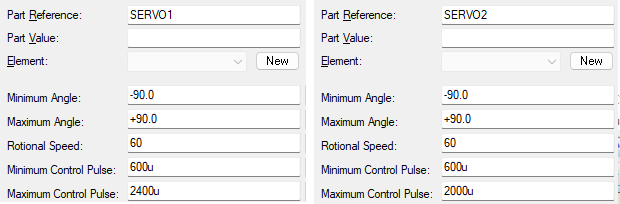 Part Reference: SERVO1
Part Value:
Element: New
Minimum Angle: -90.0
Maximum Angle: +90.0
Rotional Speed: 60
Minimum Control Pulse: 600u
Maximum Control Pulse: 2400u
Part Reference: SERVO2
Part Value:
Element: New
Minimum Angle: -90.0
Maximum Angle: +90.0
Rotional Speed: 60
Minimum Control Pulse: 600u
Maximum Control Pulse: 2000u